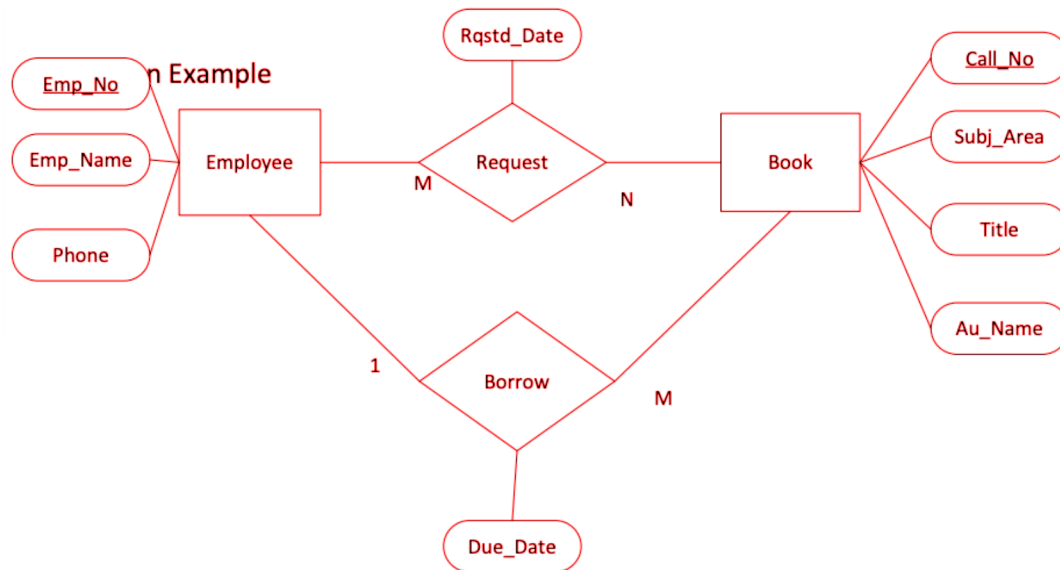 Rqstd_Date
n Example
Emp_No
Call_No
Emp_Name
Employee
M
Request
N
Book
Subj_Area
Phone
Title
Au_Name
1
Borrow
M
Due_Date